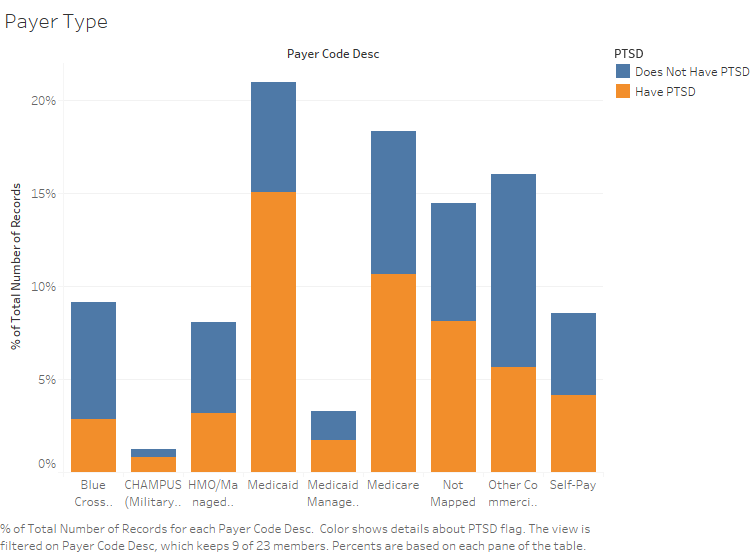 Payer Type
Payer Code Desc
PTSD
Does Not Have PTSD
Have PTSD
% of Total Number of Records
20%
15%
10%
5%
0%
Blue
Cross..
CHAMPUS
(Military..
HMO/Ma
naged..
Medicaid
Medicaid
Manage..
Medicare
Not
Mapped
Other Co
mmerci..
Self-Pay
% of Total Number of Records for each Payer Code Desc.  Color shows details about PTSD flag. The view is
filtered on Payer Code Desc, which keeps 9 of 23 members. Percents are based on each pane of the table.